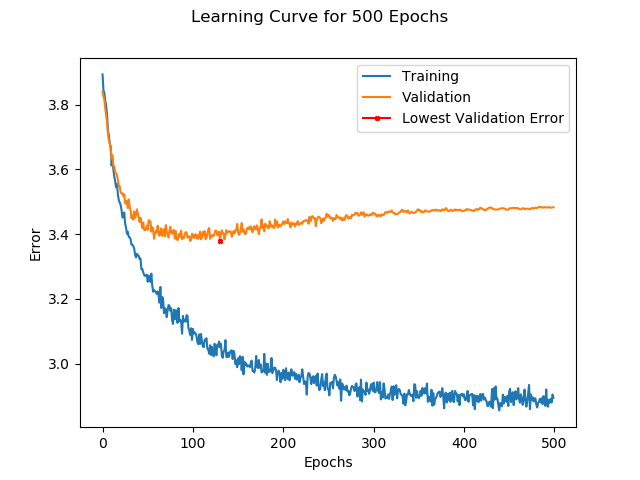 Learning Curve for 500 Epochs
Training
Validation
Lowest Validation Error
3.8
3.6
3.4
3.2
3.0
Error
0
100
200
300
400
500
Epochs